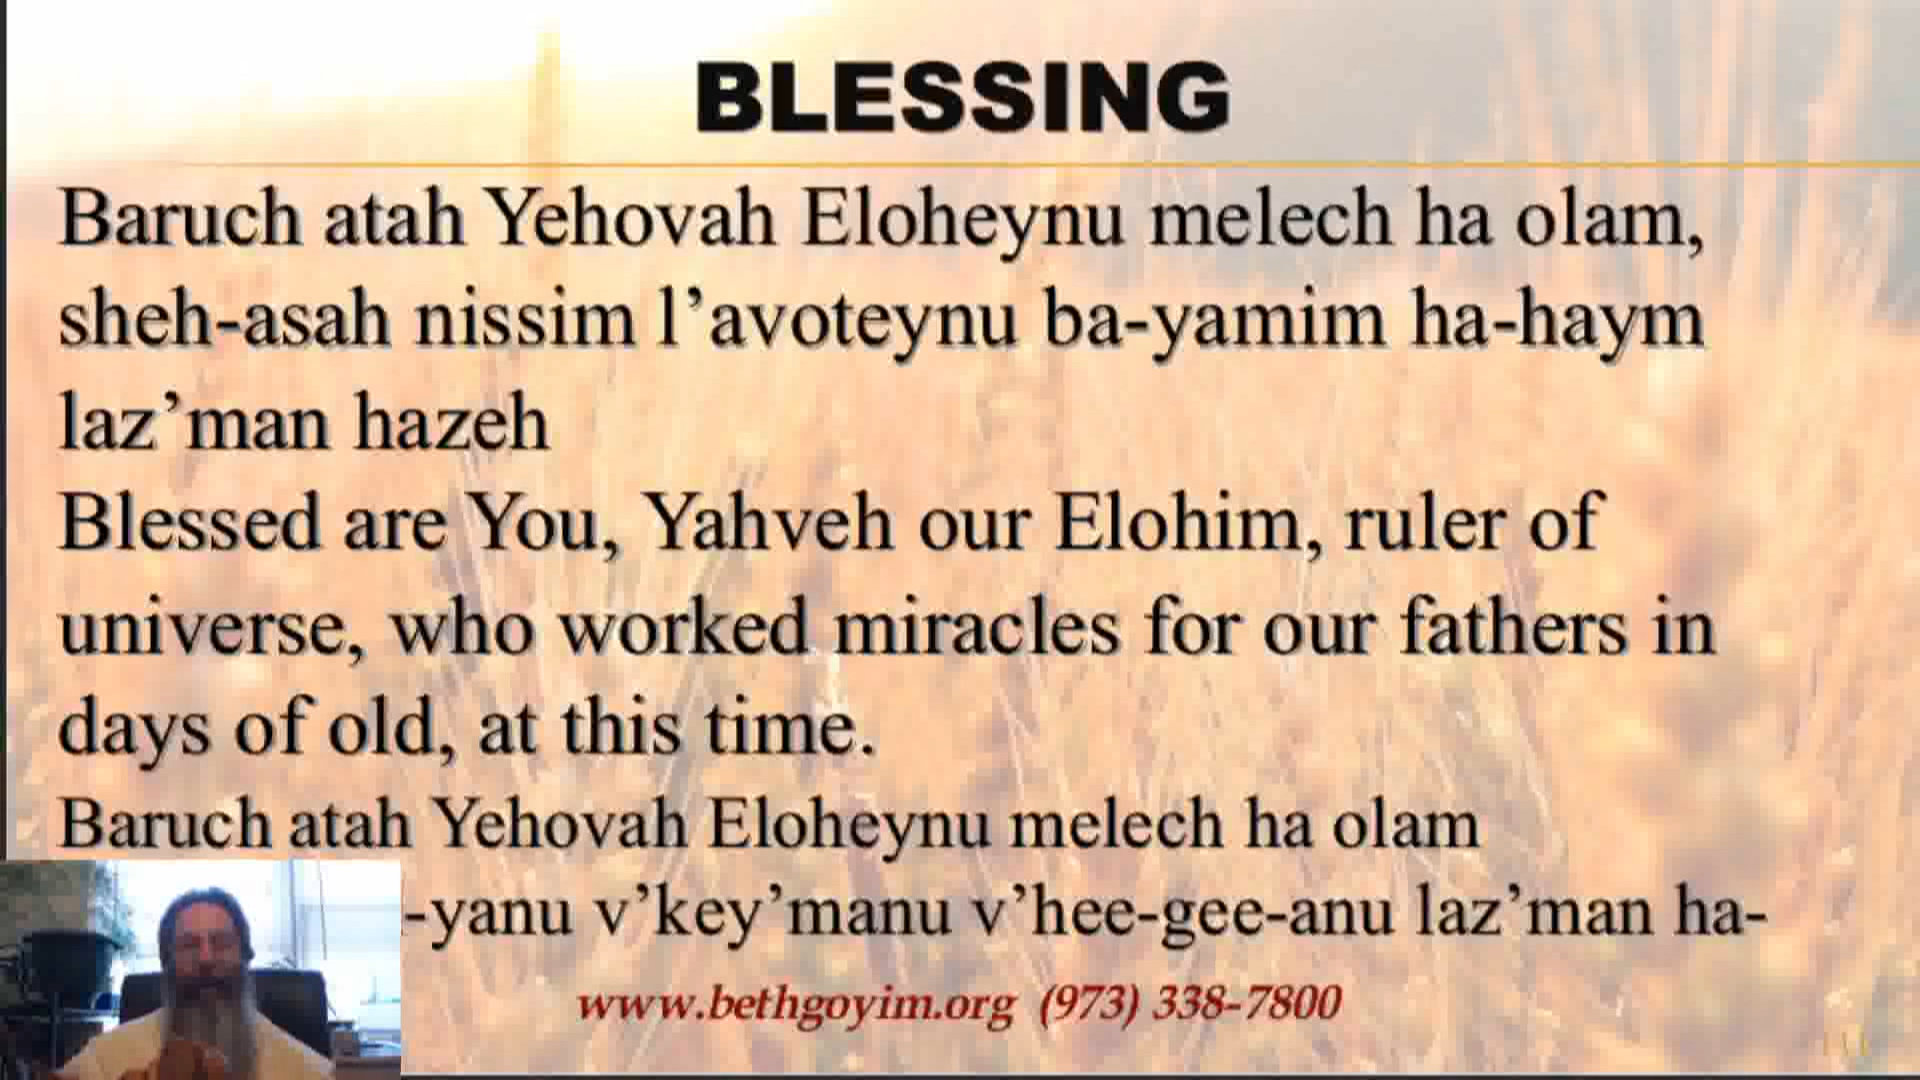 BLESSING
Baruch atah Yehovah Eloheynu melech ha olam,
sheh-asah nissim l’avoteynu ba-yamim ha-haym
laz’man hazeh
Blessed are You, Yahveh our Elohim, ruler of
universe, who worked miracles for our fathers in
days of old, at this time.
Baruch atah Yehovah Eloheynu melech ha olam
-yanu v’key’manu v’hee-gee-anu laz’man ha-
www.bethgoyim.org (973) 338-7800